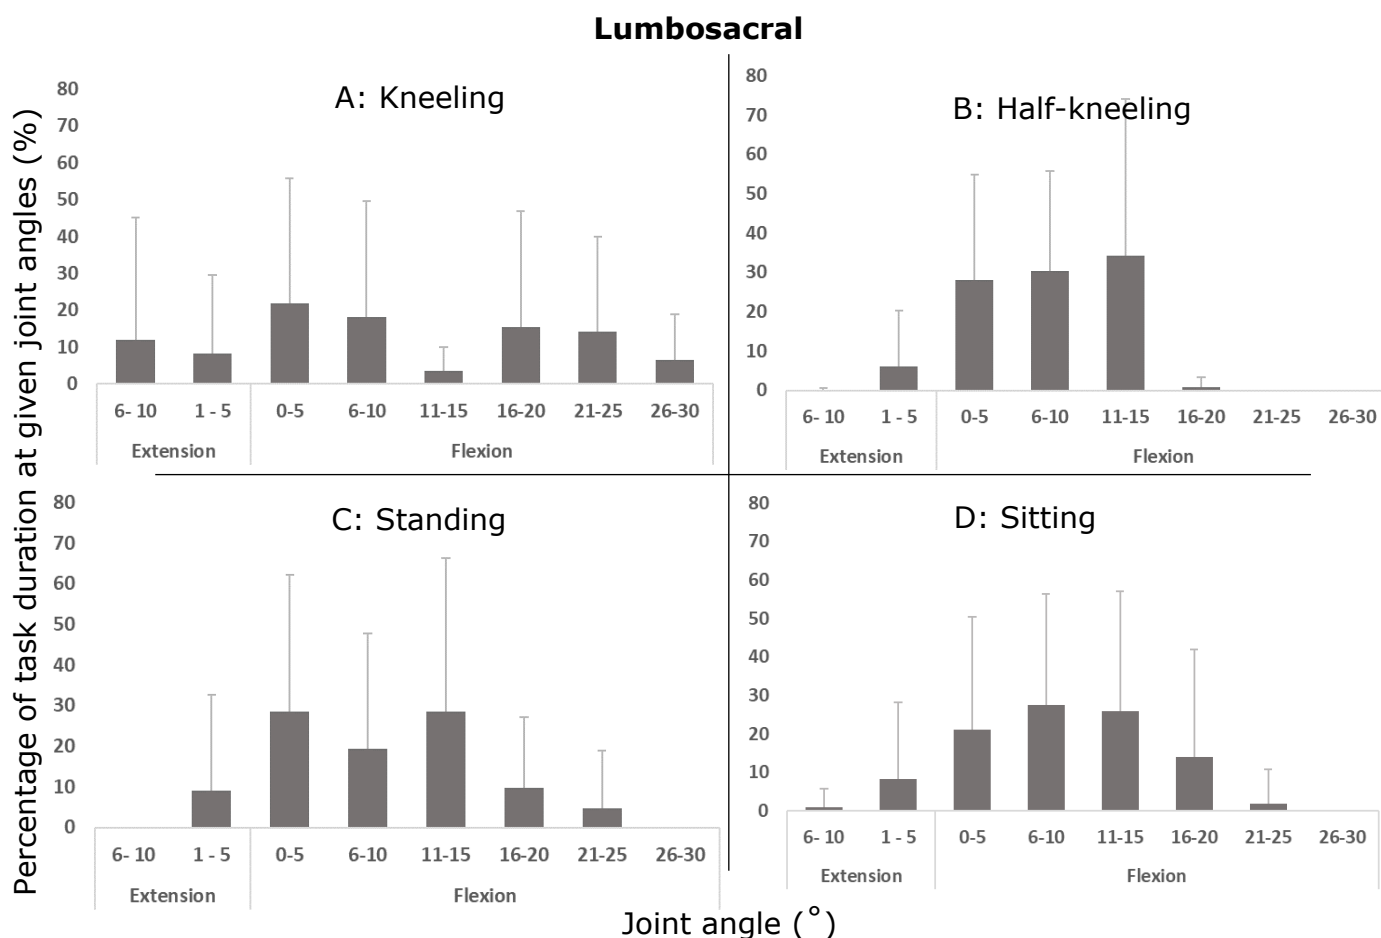 Lumbosacral
Percentage of task duration at given joint angles (%)
A: Kneeling
80
70
60
50
40
30
20
10
0
6- 10 1 - 5 0-5 6-10 11-15 16-20 21-25 26-30
Extension Flexion
B: Half-kneeling
80
70
60
50
40
30
20
10
0
6- 10 1 - 5 0-5 6-10 11-15 16-20 21-25 26-30
Extension Flexion
C: Standing
80
70
60
50
40
30
20
10
0
6- 10 1 - 5 0-5 6-10 11-15 16-20 21-25 26-30
Extension Flexion
D: Sitting
80
70
60
50
40
30
20
10
0
6- 10 1 - 5 0-5 6-10 11-15 16-20 21-25 26-30
Extension Flexion
Joint angle (˚)